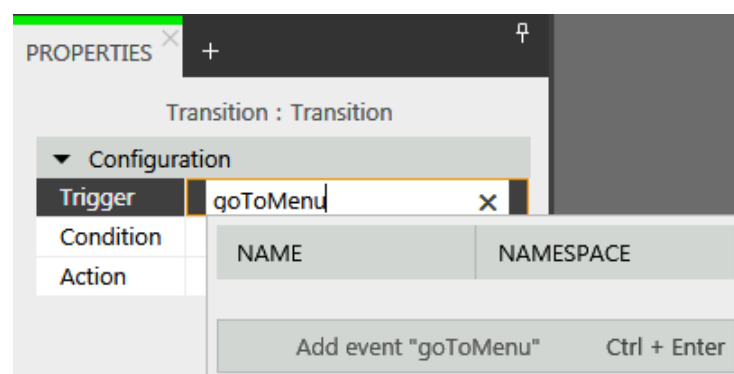 PROPERTIES × +
Transition : Transition
Configuration
Trigger goToMenu ×
Condition
NAME NAMESPACE
Action
Add event "goToMenu" Ctrl + Enter